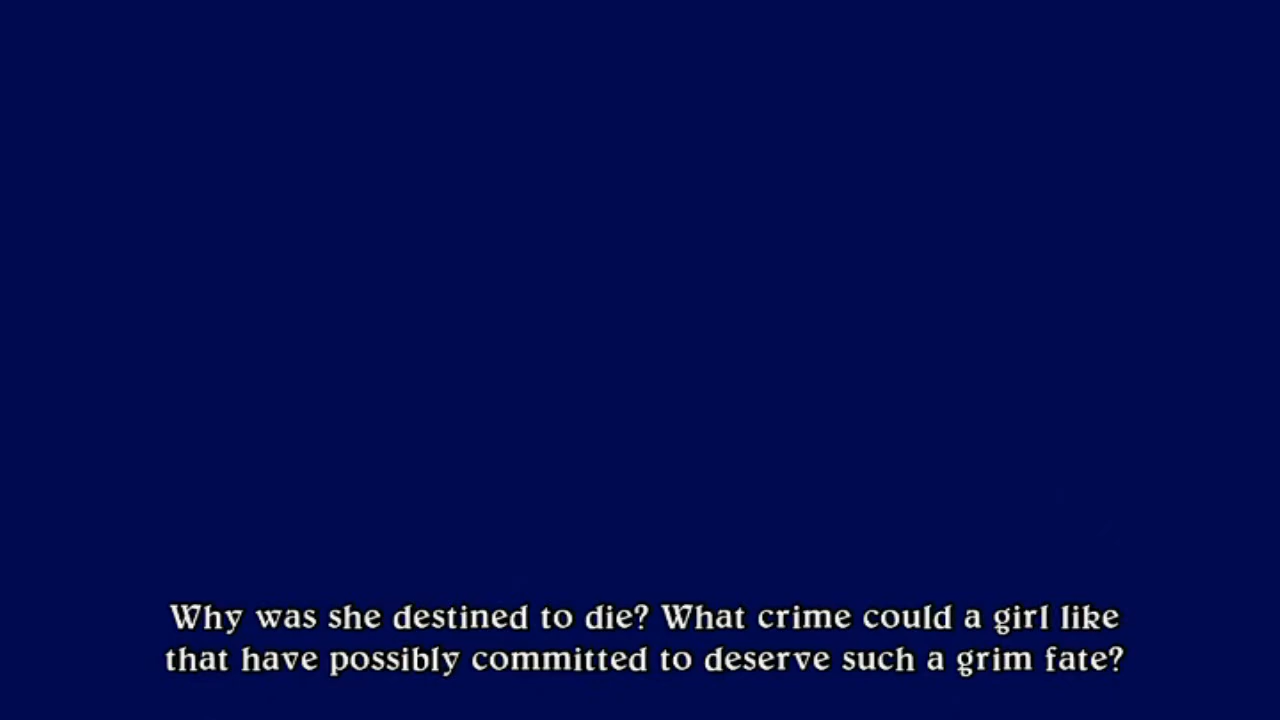 Why was she destined to die? What crime could a girl like
that have possibly committed to deserve such a grim fate?